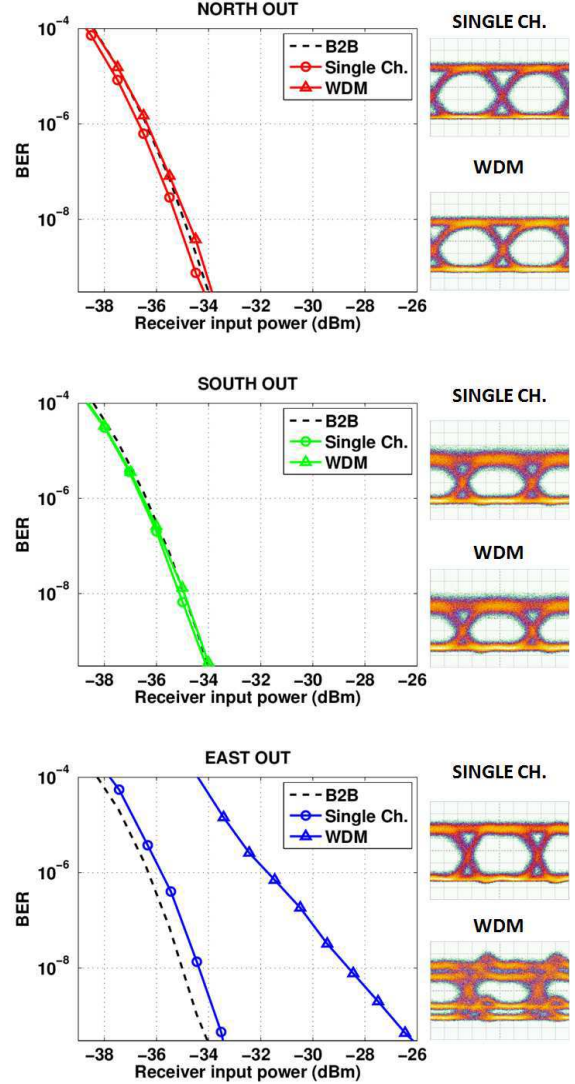 NORTH OUT
SINGLE CH.
10⁻⁴
B2B
Single Ch.
WDM
10⁻⁶
BER
WDM
10⁻⁸
−38 −36 −34 −32 −30 −28 −26
Receiver input power (dBm)
SOUTH OUT
SINGLE CH.
10⁻⁴
B2B
Single Ch.
WDM
10⁻⁶
BER
WDM
10⁻⁸
−38 −36 −34 −32 −30 −28 −26
Receiver input power (dBm)
EAST OUT
SINGLE CH.
10⁻⁴
B2B
Single Ch.
WDM
10⁻⁶
BER
WDM
10⁻⁸
−38 −36 −34 −32 −30 −28 −26
Receiver input power (dBm)